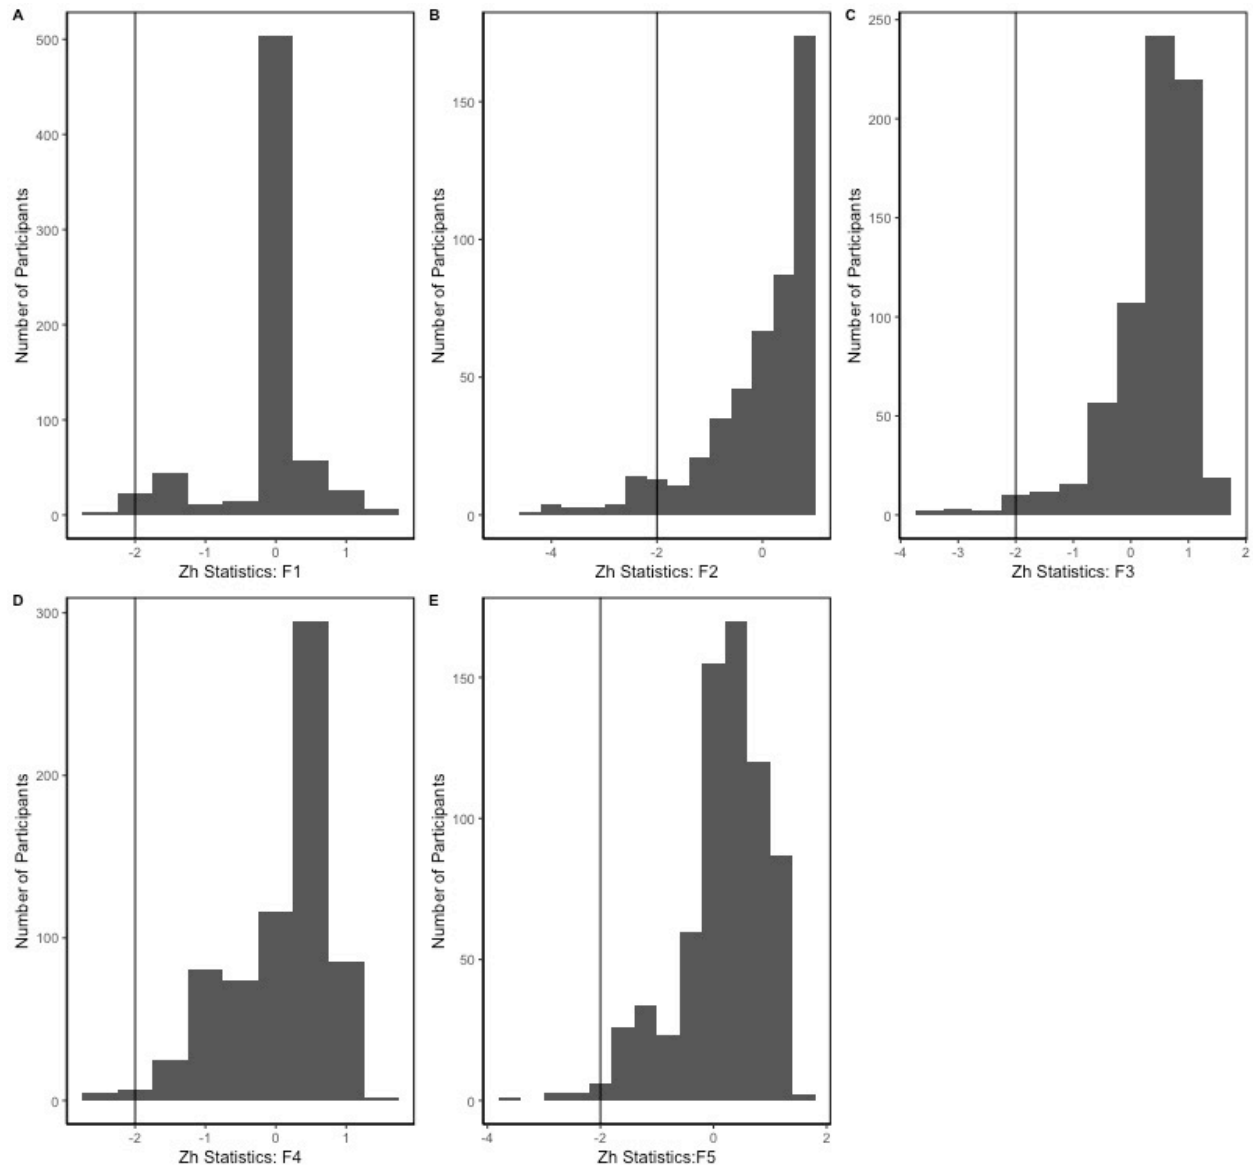 A
Number of Participants
500
400
300
200
100
0
-2 -1 0 1
Zh Statistics: F1
B
Number of Participants
150
100
50
0
-4 -2 0
Zh Statistics: F2
C
Number of Participants
250
200
150
100
50
0
-4 -3 -2 -1 0 1 2
Zh Statistics: F3
D
Number of Participants
300
200
100
0
-2 -1 0 1
Zh Statistics: F4
E
Number of Participants
150
100
50
0
-4 -2 0 2
Zh Statistics:F5